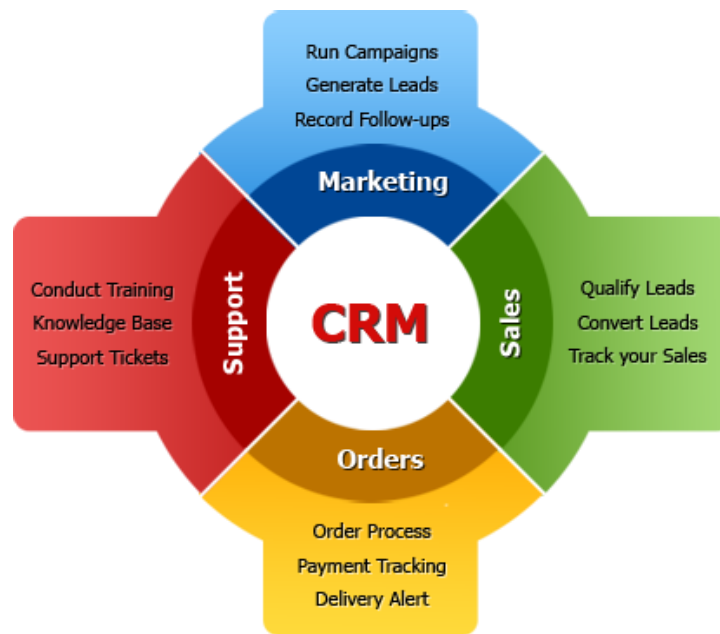 Run Campaigns
Generate Leads
Record Follow-ups
Marketing
Conduct Training
Knowledge Base
Support Tickets
Support
CRM
Sales
Qualify Leads
Convert Leads
Track your Sales
Orders
Order Process
Payment Tracking
Delivery Alert